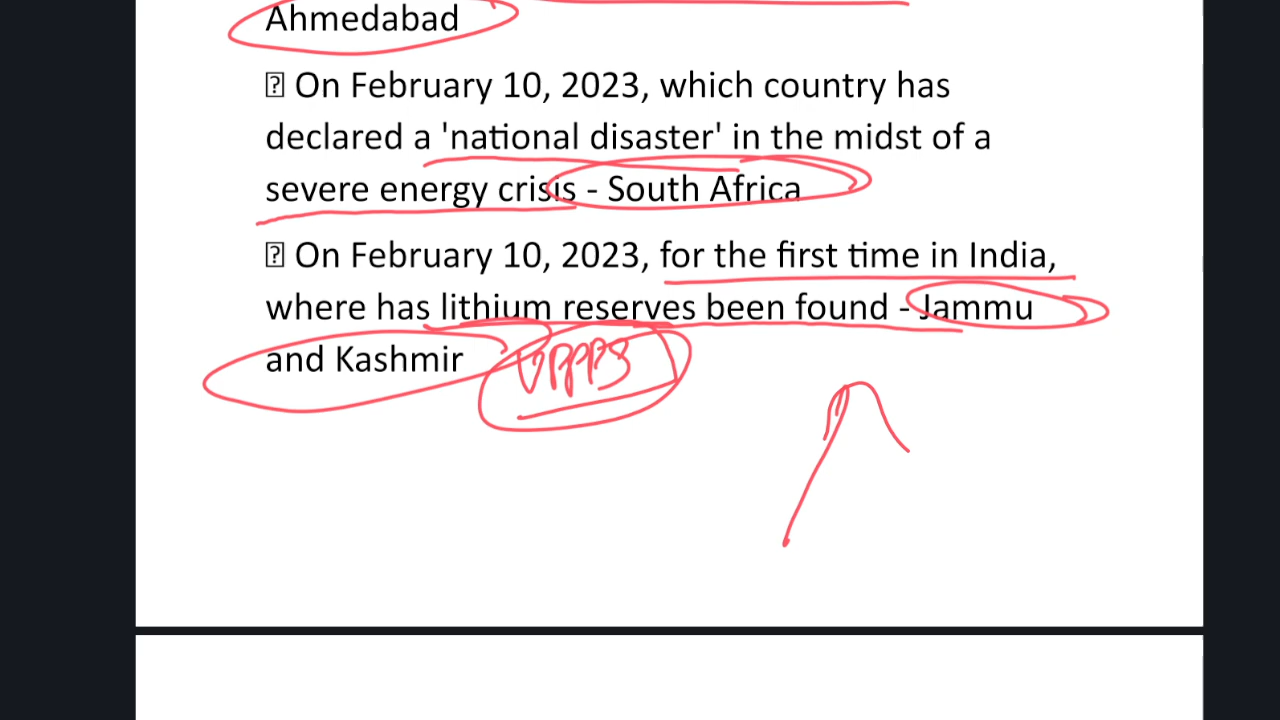 Ahmedabad
⍰ On February 10, 2023, which country has
declared a 'national disaster' in the midst of a
severe energy crisis - South Africa
⍰ On February 10, 2023, for the first time in India,
where has lithium reserves been found - Jammu
and Kashmir